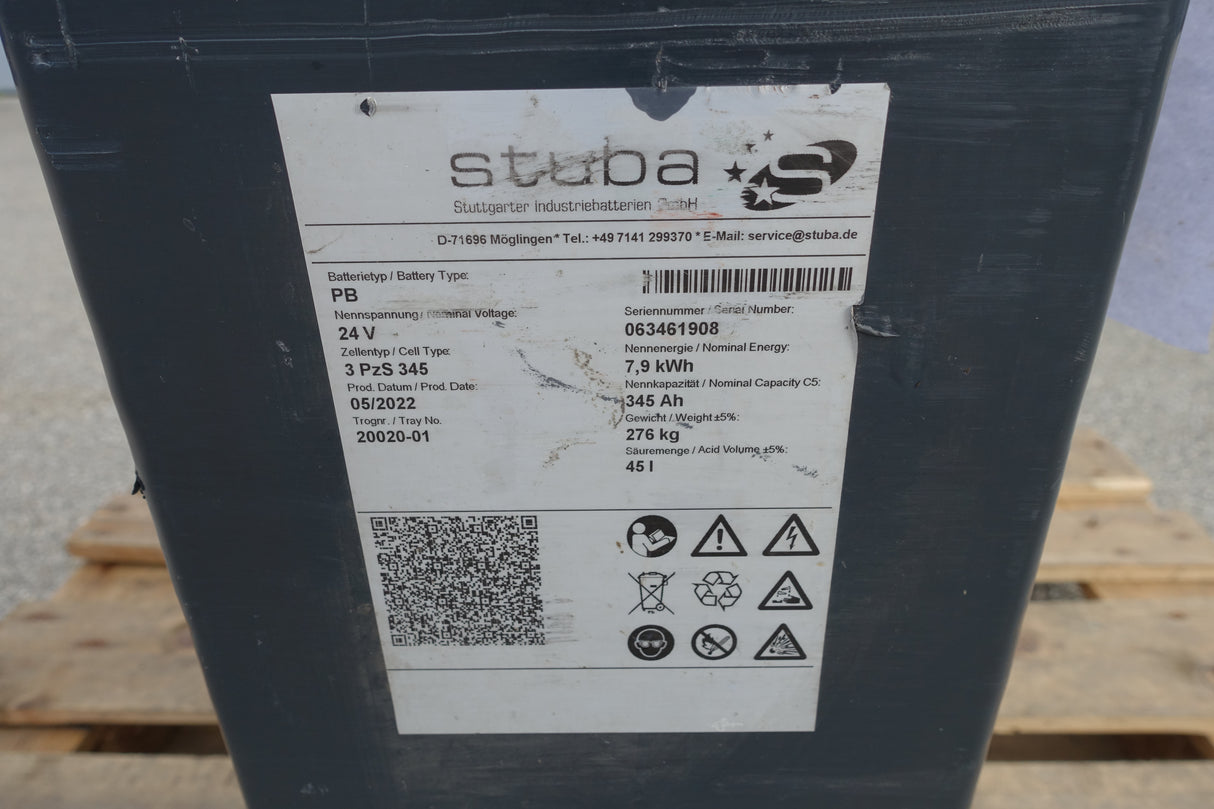 stuba
Stuttgarter Industriebatterien GmbH
D-71696 Möglingen * Tel.: +49 7141 299370 * E-Mail: service@stuba.de
Batterietyp / Battery Type:
PB
Nennspannung / Nominal Voltage:
24 V
Zellentyp / Cell Type:
3 PzS 345
Prod. Datum / Prod. Date:
05/2022
Trognr. / Tray No.
20020-01
Seriennummer / Serial Number:
063461908
Nennenergie / Nominal Energy:
7,9 kWh
Nennkapazität / Nominal Capacity C5:
345 Ah
Gewicht / Weight ±5%:
276 kg
Säuremenge / Acid Volume ±5%:
45 l